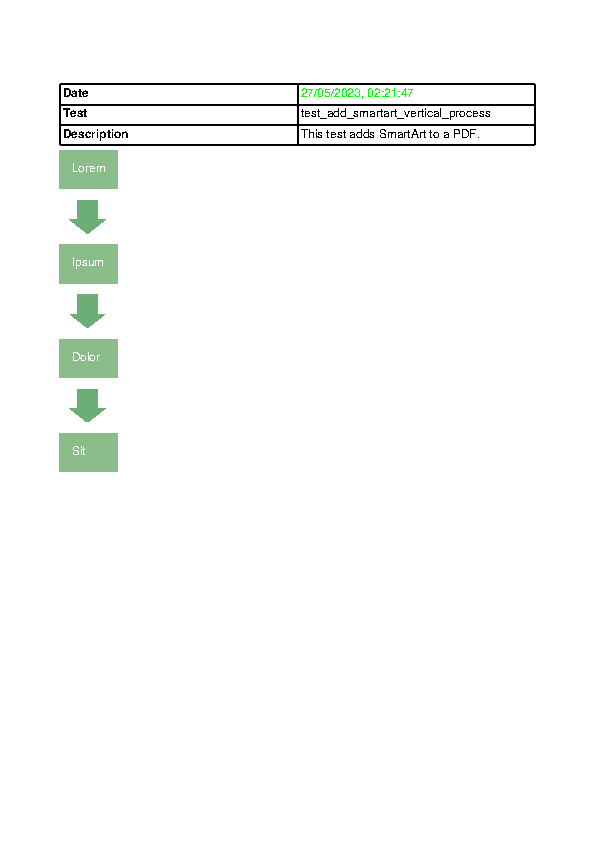 Date 27/05/2023, 02:21:47
Test test_add_smartart_vertical_process
Description This test adds SmartArt to a PDF.
Lorem
Ipsum
Dolor
Sit